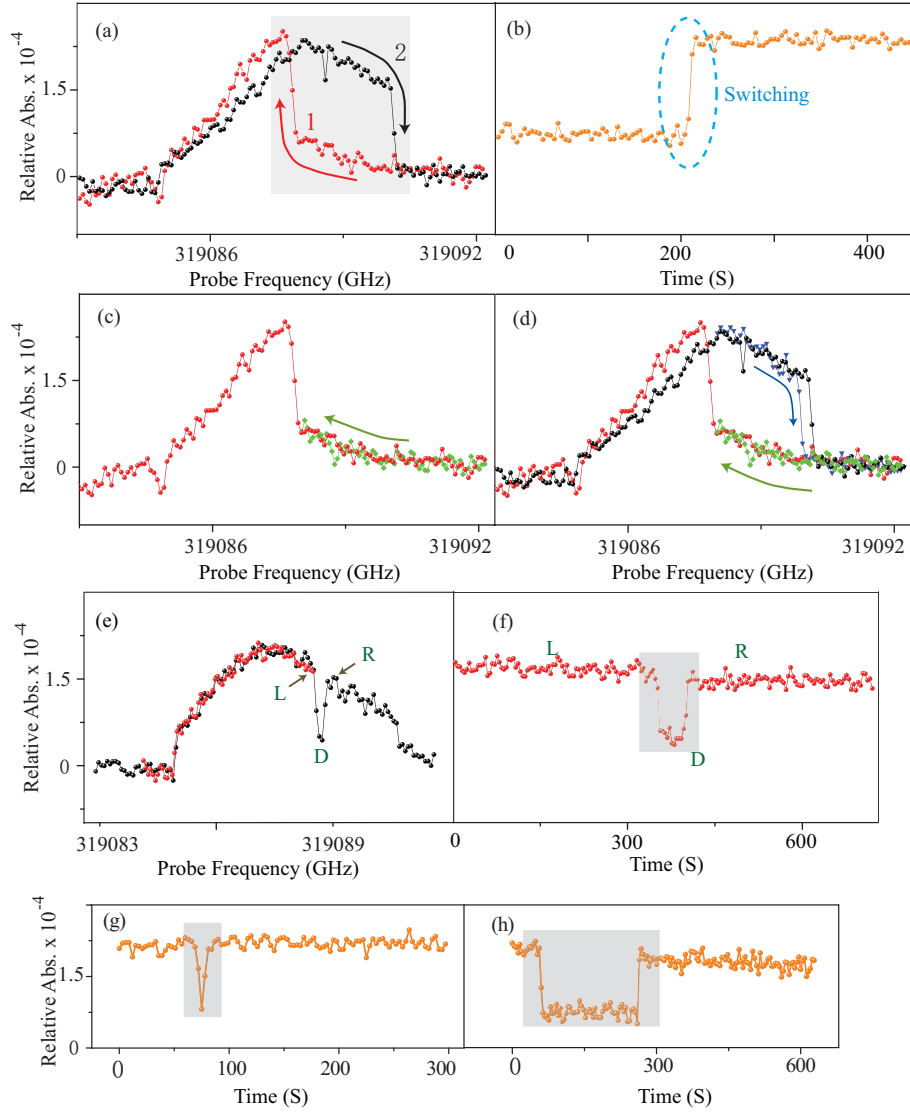 (a)
2
1
Relative Abs. x 10-4
1.5
0
319086
319092
Probe Frequency (GHz)
(b)
Switching
0
200
400
Time (S)
(c)
Relative Abs. x 10-4
1.5
0
319086
319092
Probe Frequency (GHz)
(d)
319086
319092
Probe Frequency (GHz)
(e)
R
L
D
Relative Abs. x 10-4
1.5
0
319083
319089
Probe Frequency (GHz)
(f)
L
R
D
0
300
600
Time (S)
(g)
Relative Abs. x 10-4
1.5
0
0
100
200
300
Time (S)
(h)
0
300
600
Time (S)